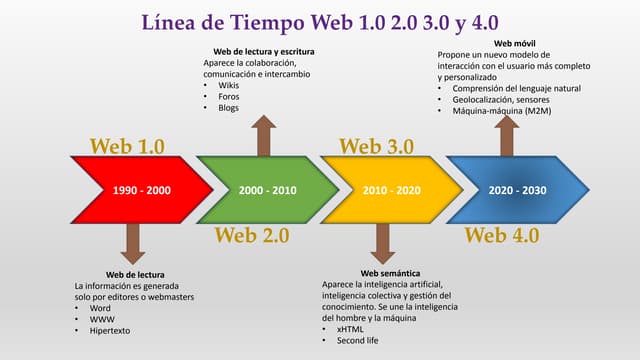 Línea de Tiempo Web 1.0 2.0 3.0 y 4.0
Web de lectura y escritura
Aparece la colaboración,
comunicación e intercambio
• Wikis
• Foros
• Blogs
Web móvil
Propone un nuevo modelo de
interacción con el usuario más completo
y personalizado
• Comprensión del lenguaje natural
• Geolocalización, sensores
• Máquina-máquina (M2M)
Web 1.0
Web 3.0
1990 - 2000
2000 - 2010
2010 - 2020
2020 - 2030
Web 2.0
Web 4.0
Web de lectura
La información es generada
solo por editores o webmasters
• Word
• WWW
• Hipertexto
Web semántica
Aparece la inteligencia artificial,
inteligencia colectiva y gestión del
conocimiento. Se une la inteligencia
del hombre y la máquina
• xHTML
• Second life